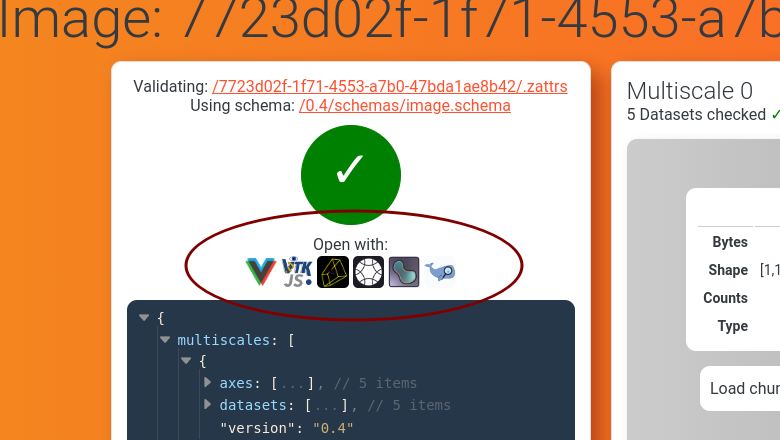 Image: 7723d02f-1f71-4553-a7b
Validating: /7723d02f-1f71-4553-a7b0-47bda1ae8b42/.zattrs
Using schema: /0.4/schemas/image.schema
Open with:
VTK
JS
{
multiscales: [
{
axes: [...], // 5 items
datasets: [...], // 5 items
"version": "0.4"
Multiscale 0
5 Datasets checked ✓
Bytes
Shape [1,1
Counts
Type
Load chun